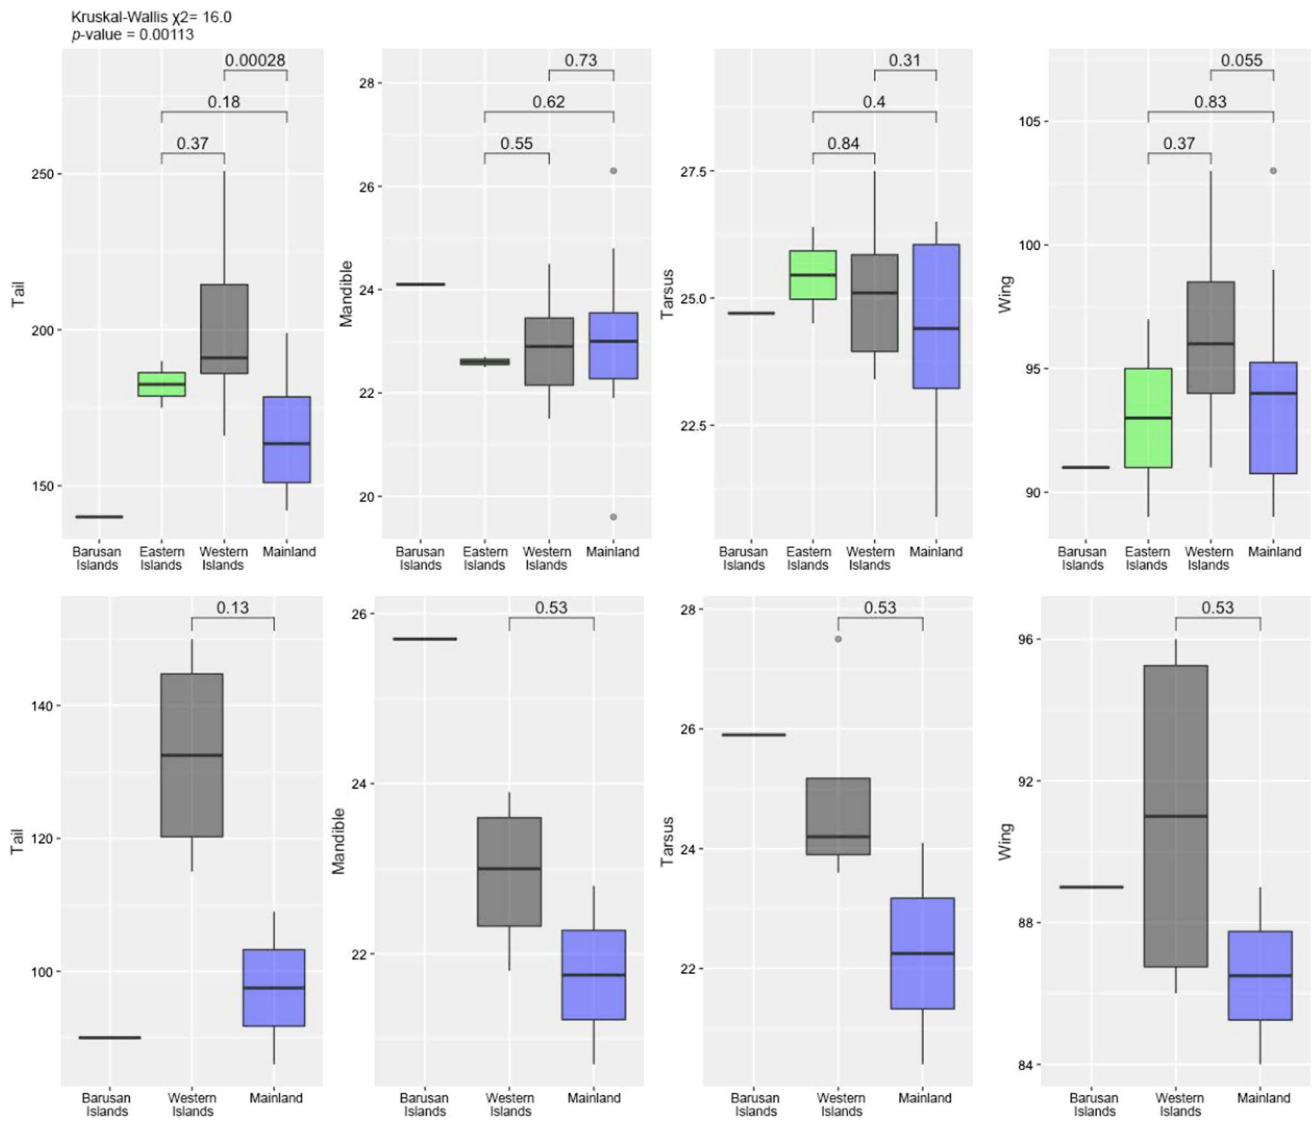 Kruskal-Wallis χ2= 16.0
p-value = 0.00113
0.00028
0.18
0.37
Tail
250
200
150
Barusan Islands
Eastern Islands
Western Islands
Mainland
0.73
0.62
0.55
Mandible
28
26
24
22
20
Barusan Islands
Eastern Islands
Western Islands
Mainland
0.31
0.4
0.84
Tarsus
27.5
25.0
22.5
Barusan Islands
Eastern Islands
Western Islands
Mainland
0.055
0.83
0.37
Wing
105
100
95
90
Barusan Islands
Eastern Islands
Western Islands
Mainland
0.13
Tail
140
120
100
Barusan Islands
Western Islands
Mainland
0.53
Mandible
26
24
22
Barusan Islands
Western Islands
Mainland
0.53
Tarsus
28
26
24
22
Barusan Islands
Western Islands
Mainland
0.53
Wing
96
92
88
84
Barusan Islands
Western Islands
Mainland